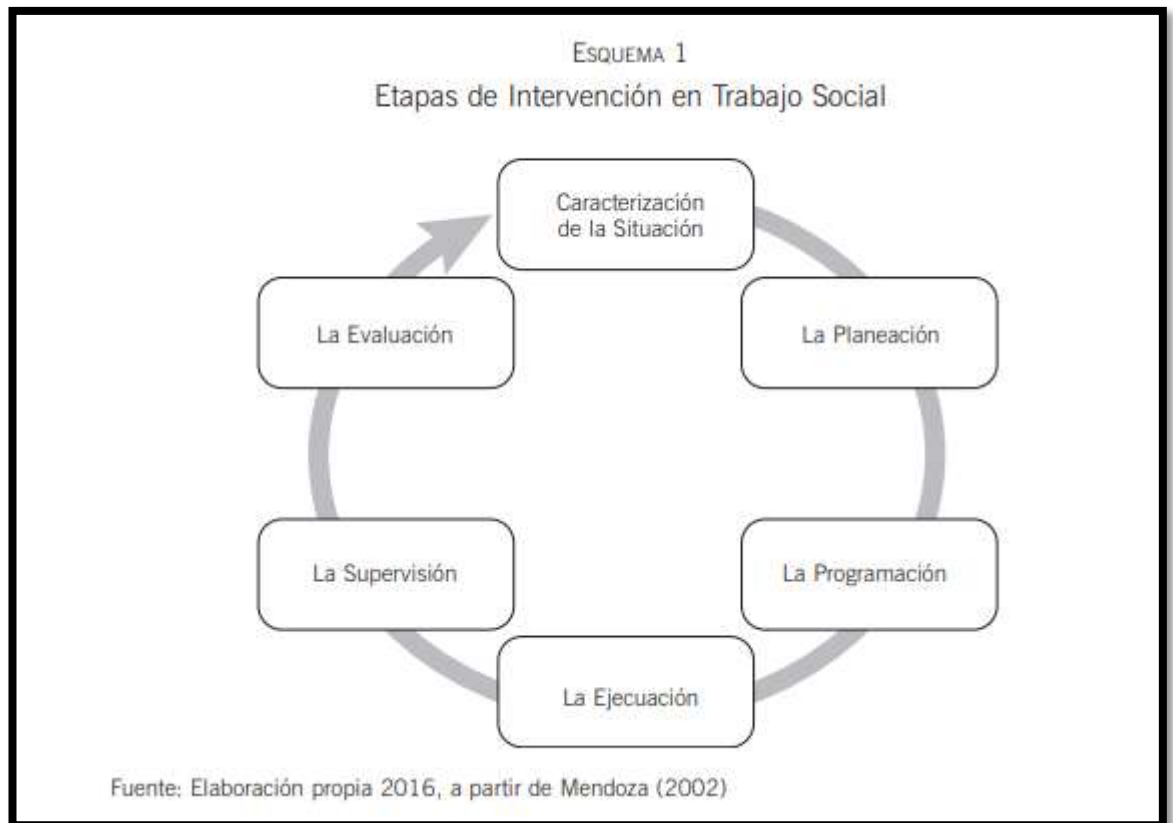 ESQUEMA 1
Etapas de Intervención en Trabajo Social
Caracterización
de la Situación
La Planeación
La Programación
La Ejecuación
La Supervisión
La Evaluación
Fuente: Elaboración propia 2016, a partir de Mendoza (2002)